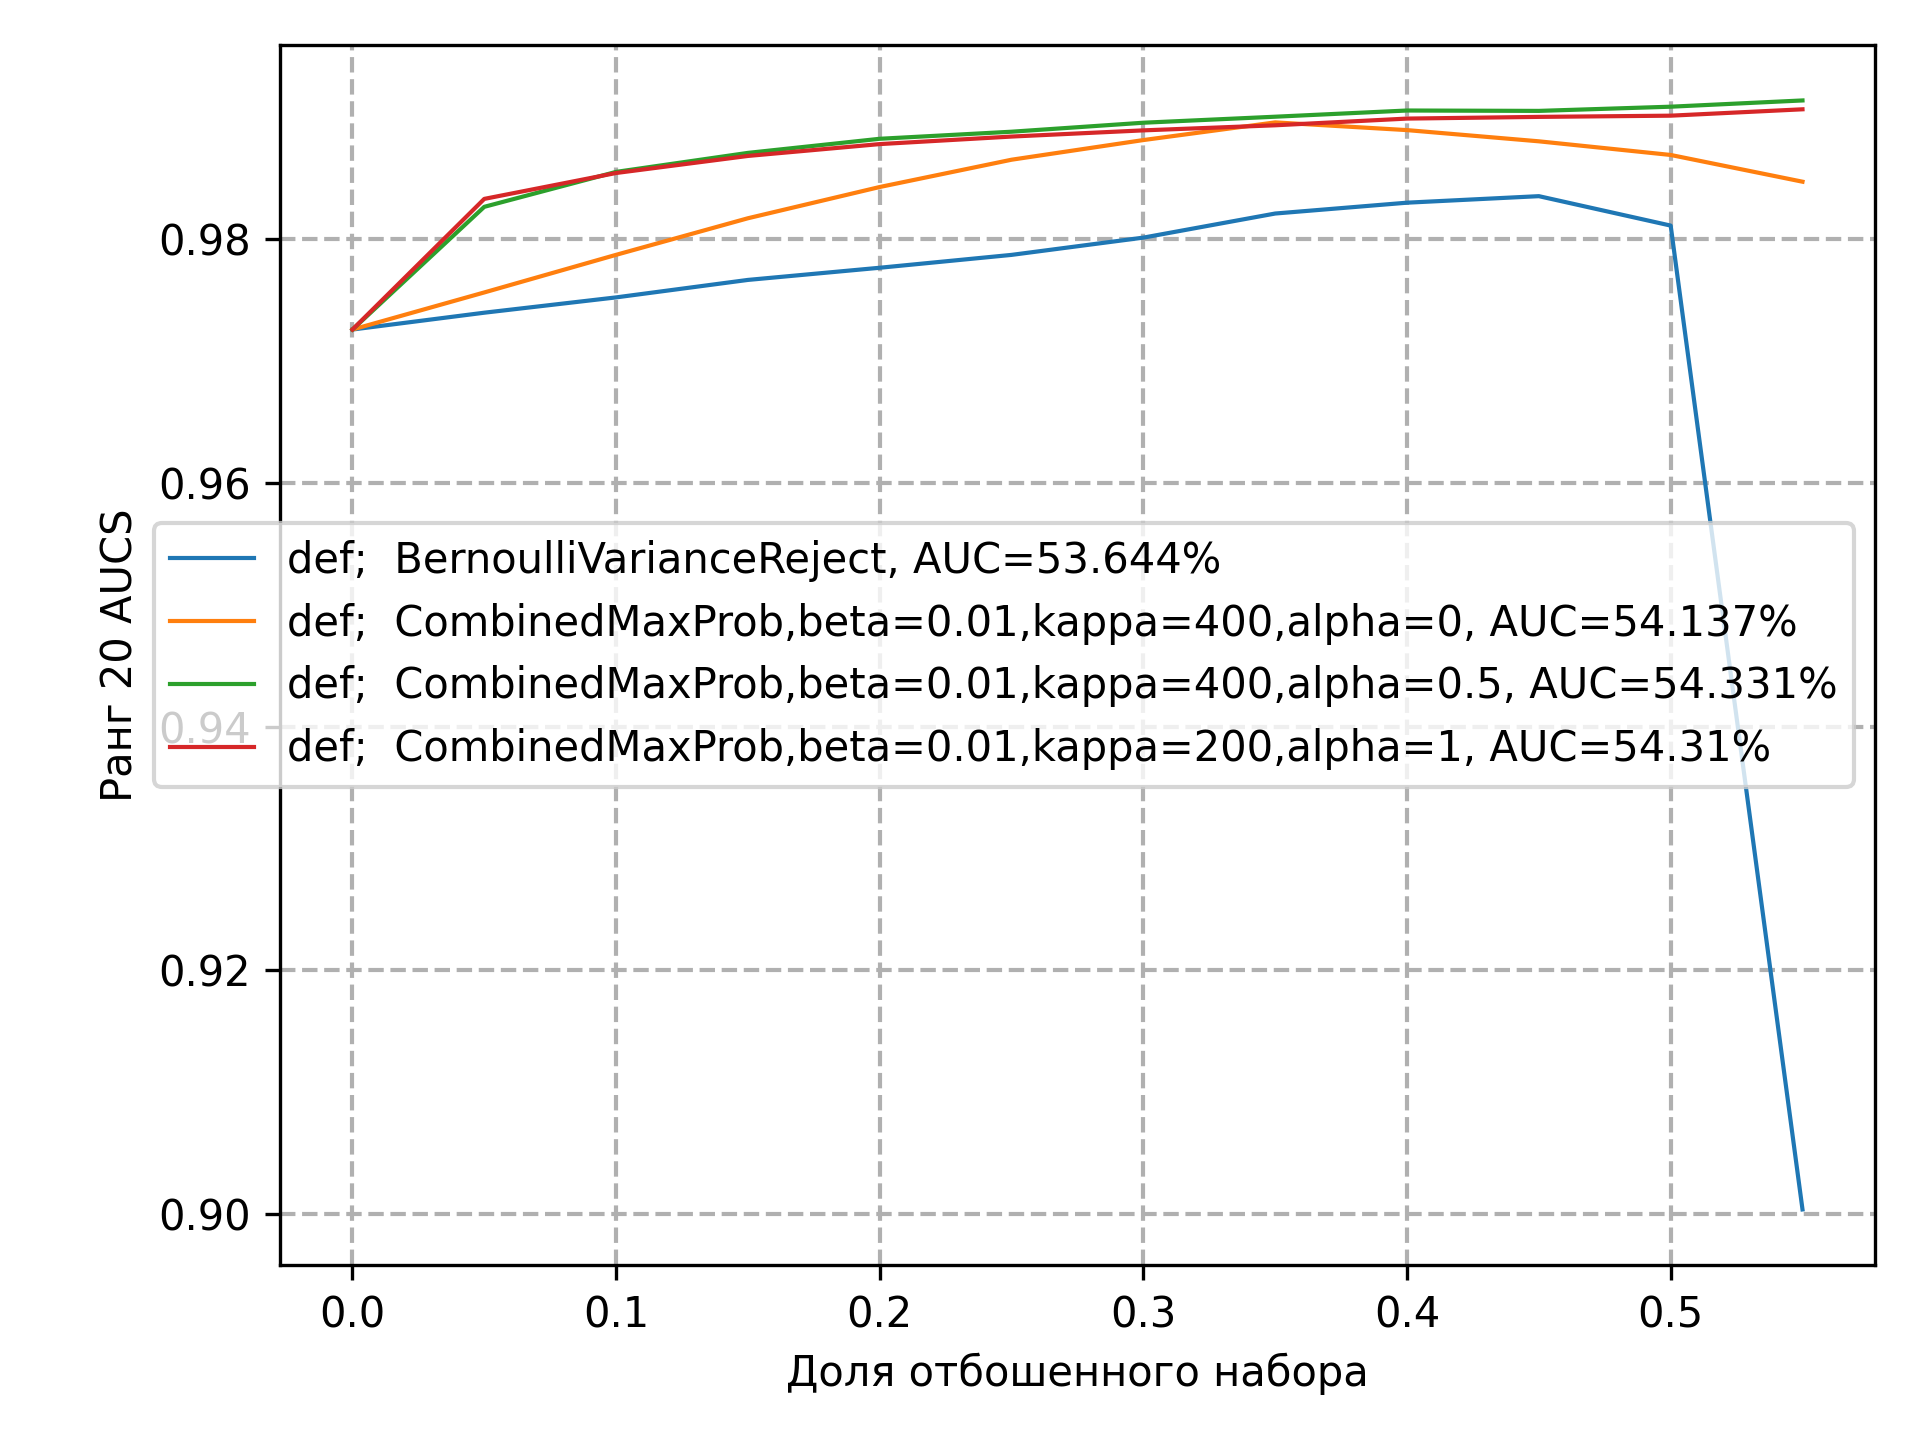 0.98
0.96
0.94
0.92
0.90
Ранг 20 AUCS
def;  BernoulliVarianceReject, AUC=53.644%
def;  CombinedMaxProb,beta=0.01,kappa=400,alpha=0, AUC=54.137%
def;  CombinedMaxProb,beta=0.01,kappa=400,alpha=0.5, AUC=54.331%
def;  CombinedMaxProb,beta=0.01,kappa=200,alpha=1, AUC=54.31%
0.0 0.1 0.2 0.3 0.4 0.5
Доля отбошенного набора